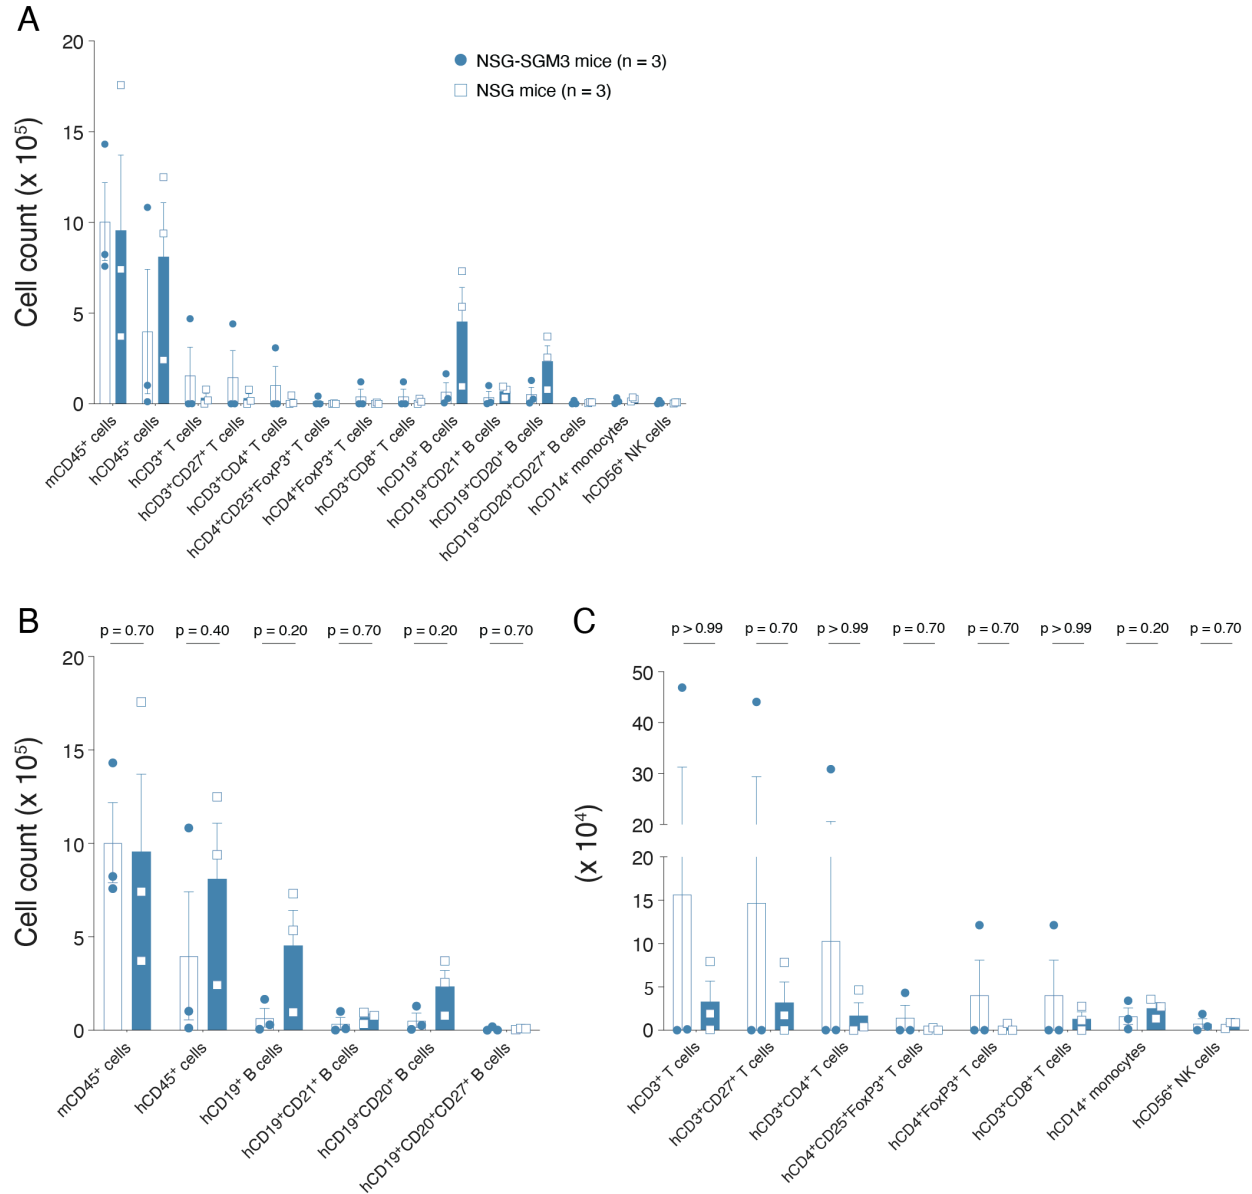 A
NSG-SGM3 mice (n = 3)
NSG mice (n = 3)
Cell count (x 10⁵)
20
15
10
5
0
mCD45⁺ cells
hCD45⁺ cells
hCD3⁺ T cells
hCD3⁺CD27⁺ T cells
hCD3⁺CD4⁺ T cells
hCD4⁺CD25⁺FoxP3⁺ T cells
hCD4⁺FoxP3⁺ T cells
hCD3⁺CD8⁺ T cells
hCD19⁺ B cells
hCD19⁺CD21⁺ B cells
hCD19⁺CD20⁺ B cells
hCD19⁺CD20⁺CD27⁺ B cells
hCD14⁺ monocytes
hCD56⁺ NK cells
B
p = 0.70 p = 0.40 p = 0.20 p = 0.70 p = 0.20 p = 0.70
Cell count (x 10⁵)
20
15
10
5
0
mCD45⁺ cells
hCD45⁺ cells
hCD19⁺ B cells
hCD19⁺CD21⁺ B cells
hCD19⁺CD20⁺ B cells
hCD19⁺CD20⁺CD27⁺ B cells
C
p > 0.99 p = 0.70 p > 0.99 p = 0.70 p = 0.70 p > 0.99 p = 0.20 p = 0.70
(x 10⁴)
50
40
30
20
20
15
10
5
0
hCD3⁺ T cells
hCD3⁺CD27⁺ T cells
hCD3⁺CD4⁺ T cells
hCD4⁺CD25⁺FoxP3⁺ T cells
hCD4⁺FoxP3⁺ T cells
hCD3⁺CD8⁺ T cells
hCD14⁺ monocytes
hCD56⁺ NK cells